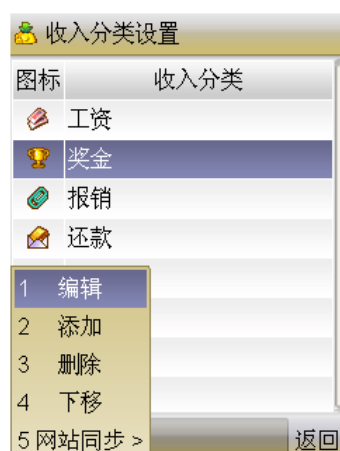 收入分类设置
图标 收入分类
工资
奖金
报销
还款
1 编辑
2 添加
3 删除
4 下移
5 网站同步 >
返回